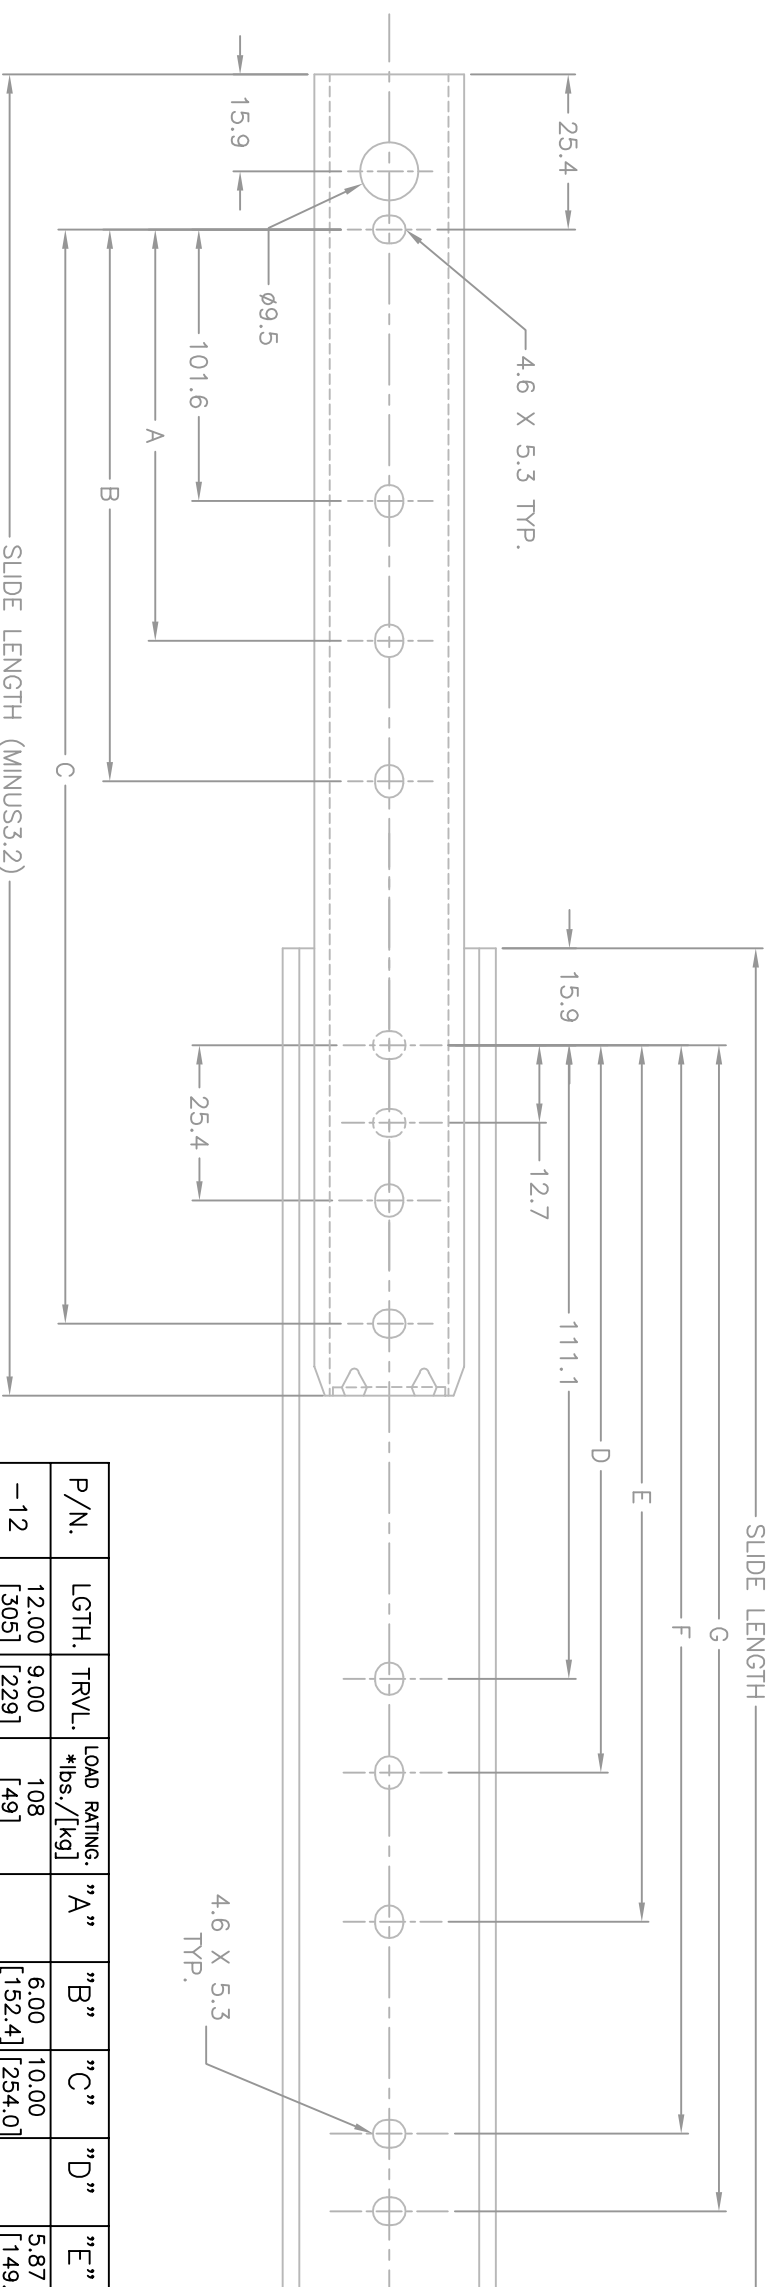 SLIDE LENGTH
G
F
E
D
111.1
15.9
12.7
25.4
4.6 X 5.3 TYP.
4.6 X 5.3
TYP.
25.4
15.9
ø9.5
101.6
A
B
C
SLIDE LENGTH (MINUS3.2)
P/N. LGTH. TRVL. LOAD RATING. *lbs./[kg] "A" "B" "C" "D" "E"
-12 12.00 9.00 108 6.00 10.00 5.87
[305] [229] [49] [152.4] [254.0]